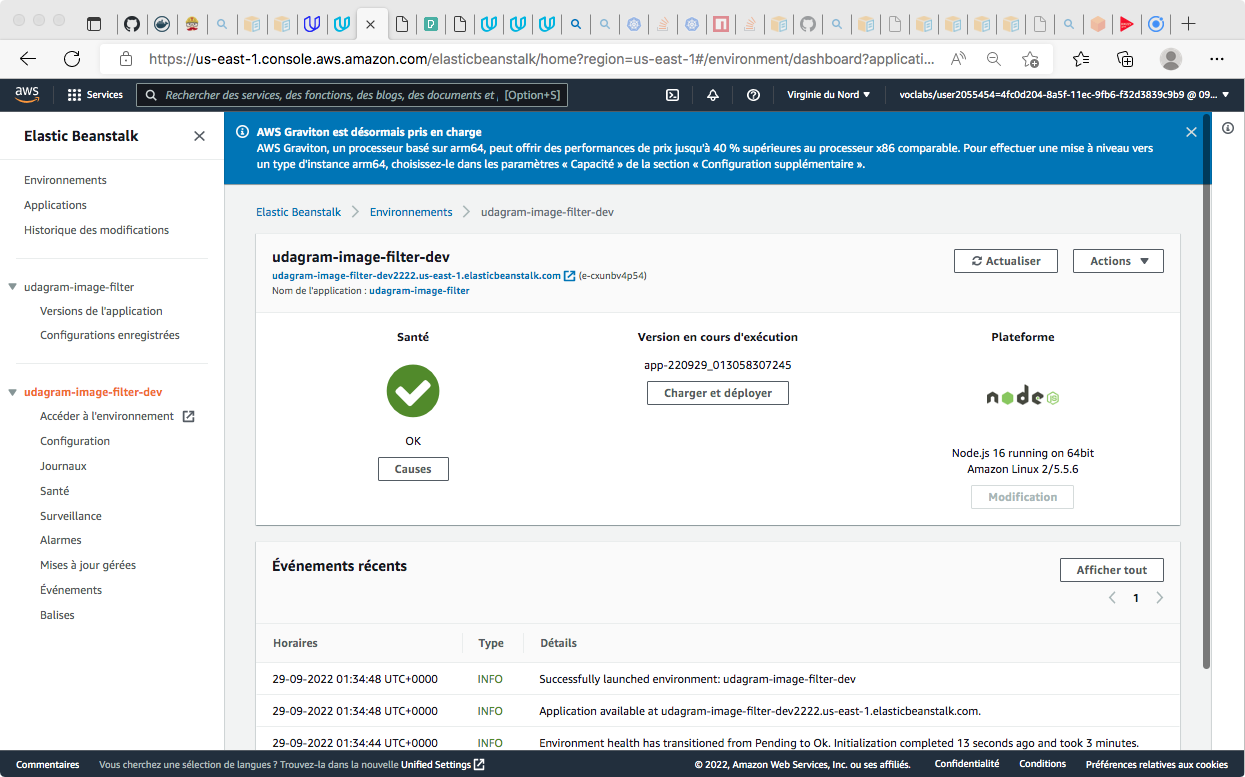 https://us-east-1.console.aws.amazon.com/elasticbeanstalk/home?region=us-east-1#/environment/dashboard?applicati...
aws
Services
Rechercher des services, des fonctions, des blogs, des documents et , [Option+S]
Virginie du Nord
voclabs/user2055454=4fc0d204-8a5f-11ec-9fb6-f32d3839c9b9 @ 09...
Elastic Beanstalk
Environnements
Applications
Historique des modifications
udagram-image-filter
Versions de l'application
Configurations enregistrées
udagram-image-filter-dev
Accéder à l'environnement
Configuration
Journaux
Santé
Surveillance
Alarmes
Mises à jour gérées
Événements
Balises
AWS Graviton est désormais pris en charge
AWS Graviton, un processeur basé sur arm64, peut offrir des performances de prix jusqu'à 40 % supérieures au processeur x86 comparable. Pour effectuer une mise à niveau vers
un type d'instance arm64, choisissez-le dans les paramètres « Capacité » de la section « Configuration supplémentaire ».
Elastic Beanstalk > Environnements > udagram-image-filter-dev
udagram-image-filter-dev
udagram-image-filter-dev2222.us-east-1.elasticbeanstalk.com (e-cxunbv4p54)
Nom de l'application : udagram-image-filter
Actualiser
Actions
Santé
OK
Causes
Version en cours d'exécution
app-220929_013058307245
Charger et déployer
Plateforme
node JS
Node.js 16 running on 64bit
Amazon Linux 2/5.5.6
Modification
Événements récents
Afficher tout
1
Horaires Type Détails
29-09-2022 01:34:48 UTC+0000 INFO Successfully launched environment: udagram-image-filter-dev
29-09-2022 01:34:48 UTC+0000 INFO Application available at udagram-image-filter-dev2222.us-east-1.elasticbeanstalk.com.
29-09-2022 01:34:44 UTC+0000 INFO Environment health has transitioned from Pending to Ok. Initialization completed 13 seconds ago and took 3 minutes.
Commentaires
Vous cherchez une sélection de langues ? Trouvez-la dans la nouvelle Unified Settings
© 2022, Amazon Web Services, Inc. ou ses affiliés.
Confidentialité
Conditions
Préférences relatives aux cookies